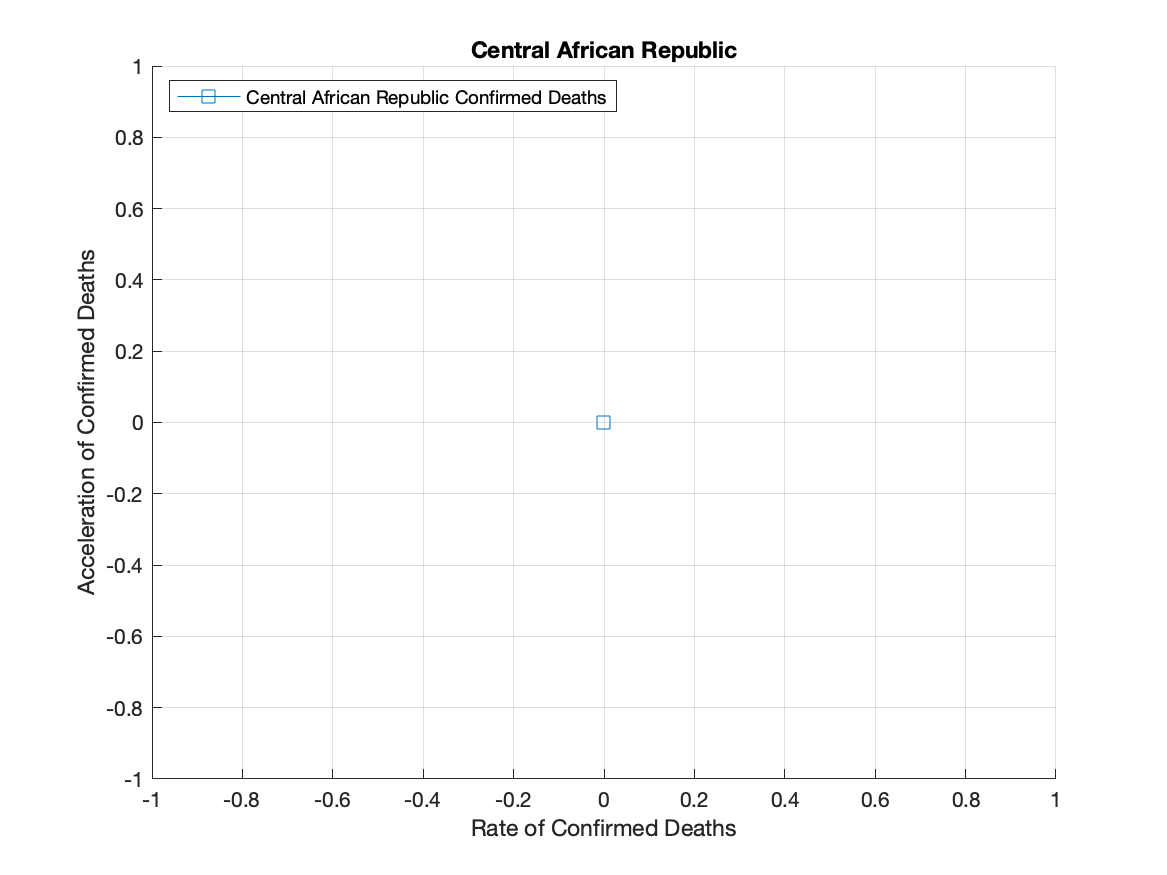 Central African Republic
Central African Republic Confirmed Deaths
Acceleration of Confirmed Deaths
1
0.8
0.6
0.4
0.2
0
-0.2
-0.4
-0.6
-0.8
-1
-1 -0.8 -0.6 -0.4 -0.2 0 0.2 0.4 0.6 0.8 1
Rate of Confirmed Deaths